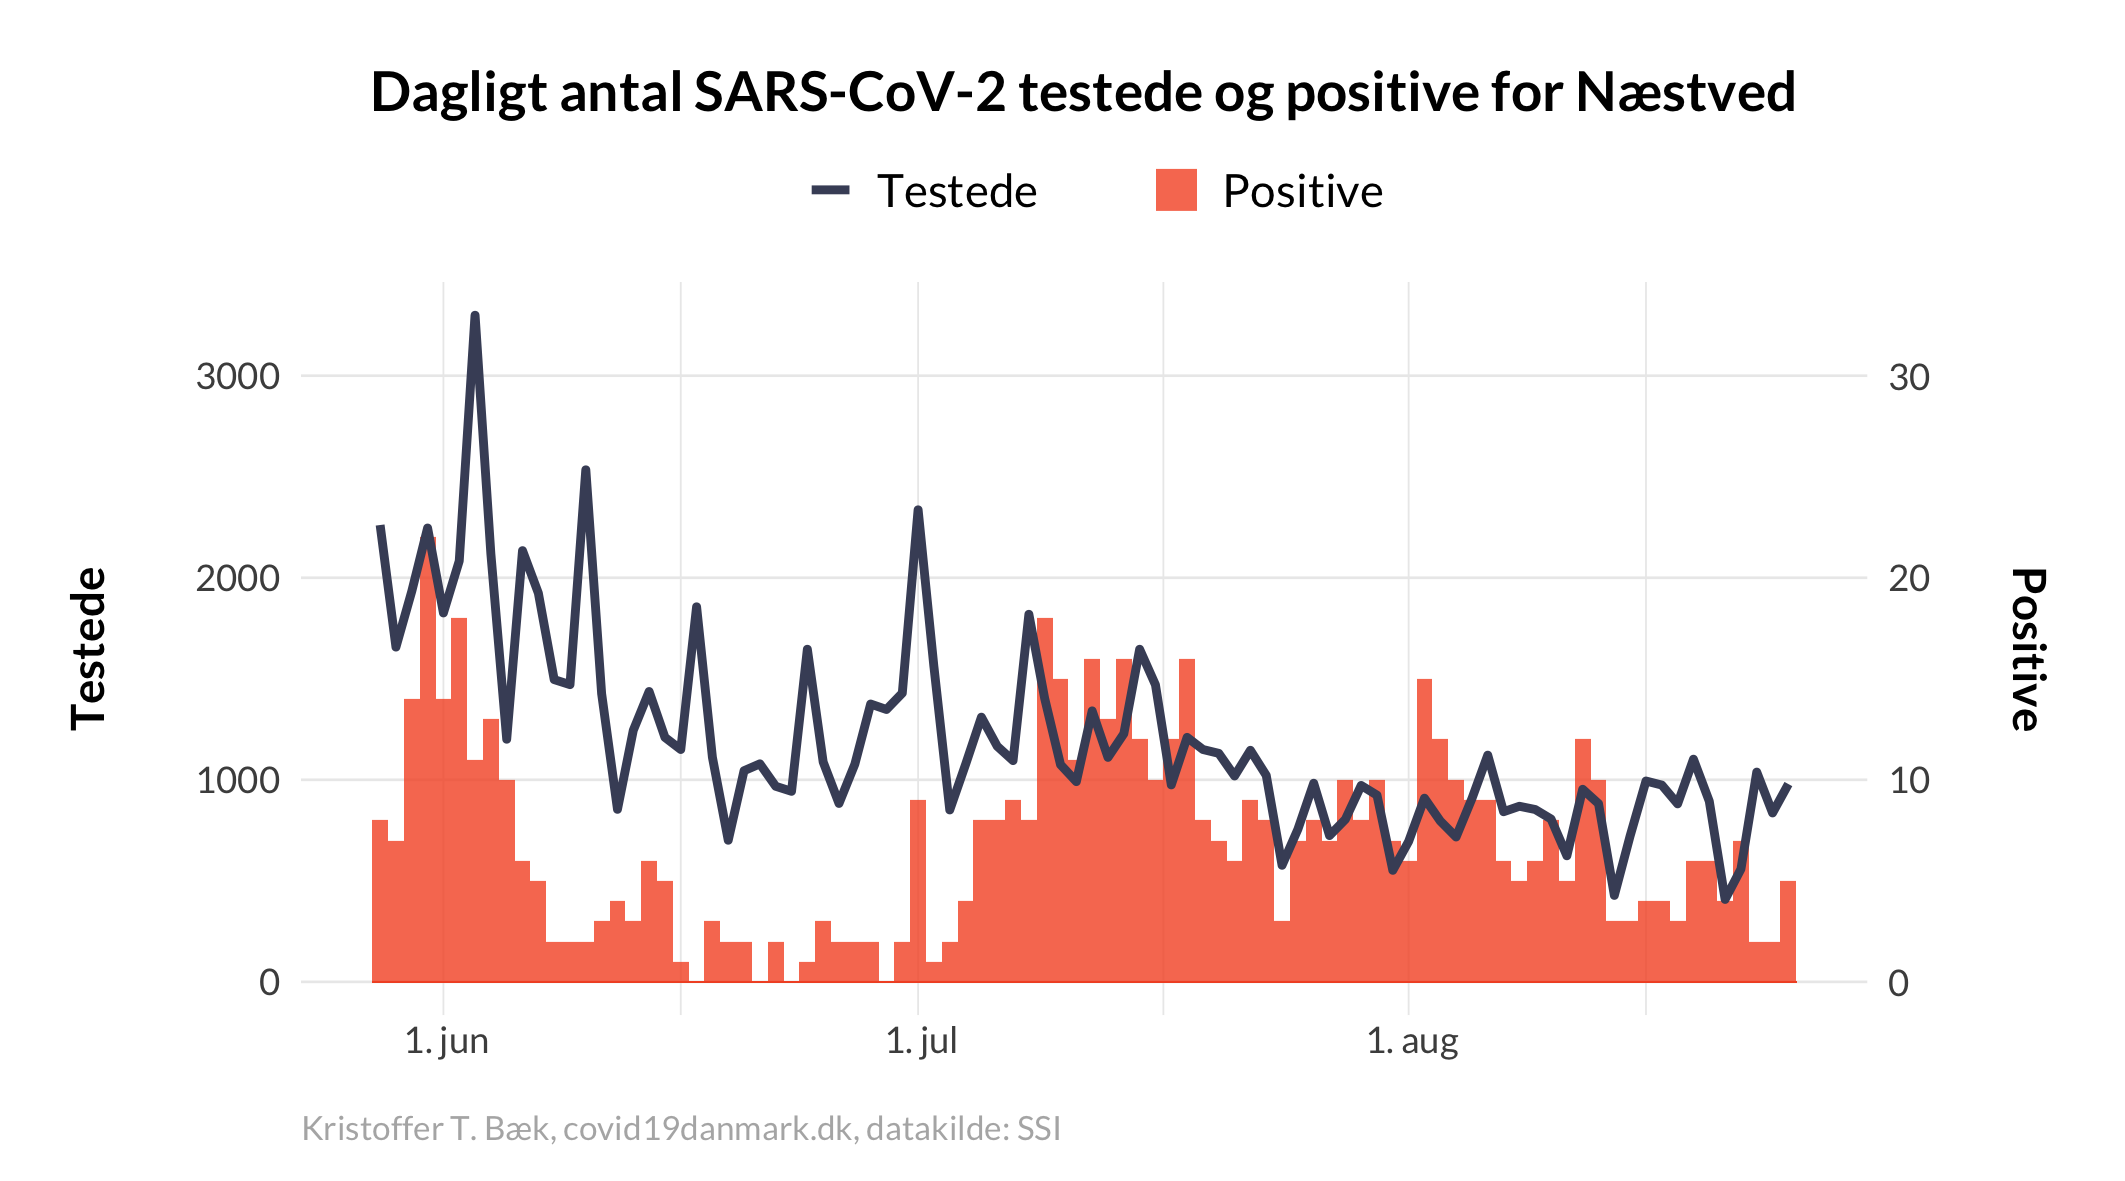 Dagligt antal SARS-CoV-2 testede og positive for Næstved
Testede Positive
3000 30
2000 20
1000 10
0 0
Testede
Positive
1. jun 1. jul 1. aug
Kristoffer T. Bæk, covid19danmark.dk, datakilde: SSI